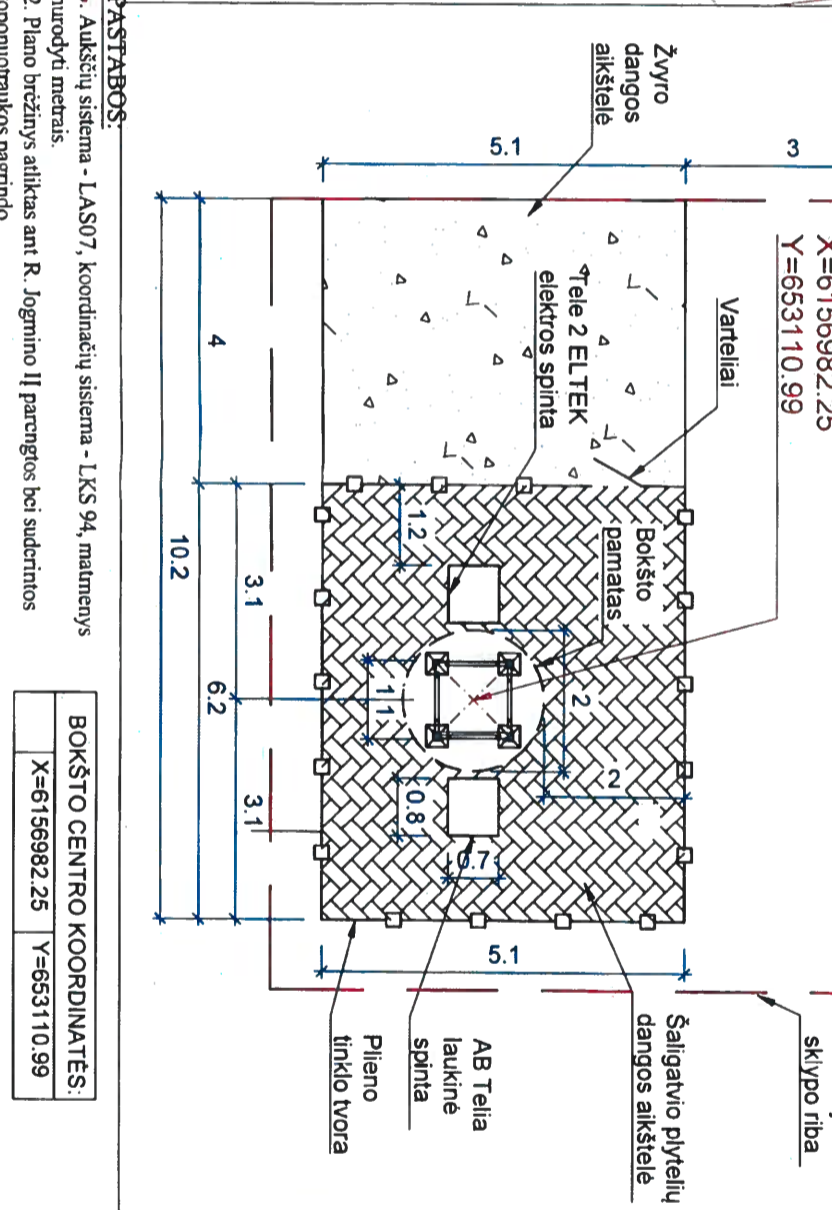 X=6156982.25
Y=653110.99
3
5.1
Žvyro
dangos
aikštelė
Varteliai
Tele 2 ELTEK
elektros spinta
Bokšto
pamatas
sklypo riba
Šaligatvio plytelių
dangos aikštelė
AB Telia
laukinė
spinta
Plieno
tinklo tvora
1.2
2
2
1.1
0.8
0.7
5.1
4
3.1
3.1
6.2
10.2
PASTABOS:
Aukščių sistema - LAS07, koordinačių sistema - LKS 94, matmenys
nurodyti metrais.
2. Plano brėžinys atliktas ant R. Jogmino IĮ parengtos bei suderintos
toponuotraukos pagrindo
BOKŠTO CENTRO KOORDINATĖS:
X=6156982.25 Y=653110.99